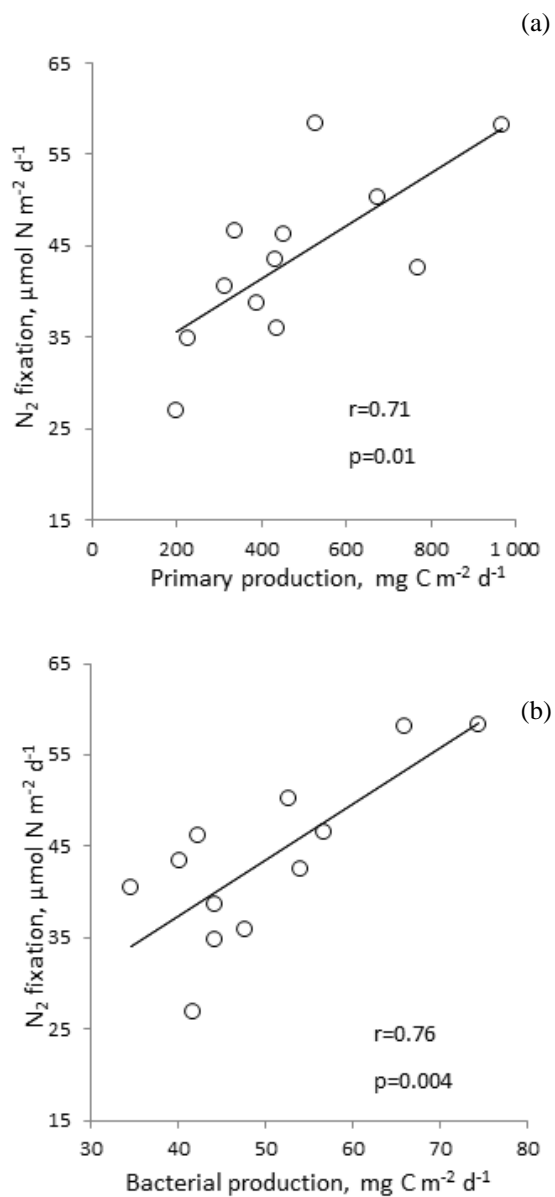 (a)
65
55
45
35
25
15
N₂ fixation, µmol N m⁻² d⁻¹
r=0.71
p=0.01
0 200 400 600 800 1 000
Primary production, mg C m⁻² d⁻¹
(b)
65
55
45
35
25
15
N₂ fixation, µmol N m⁻² d⁻¹
r=0.76
p=0.004
30 40 50 60 70 80
Bacterial production, mg C m⁻² d⁻¹